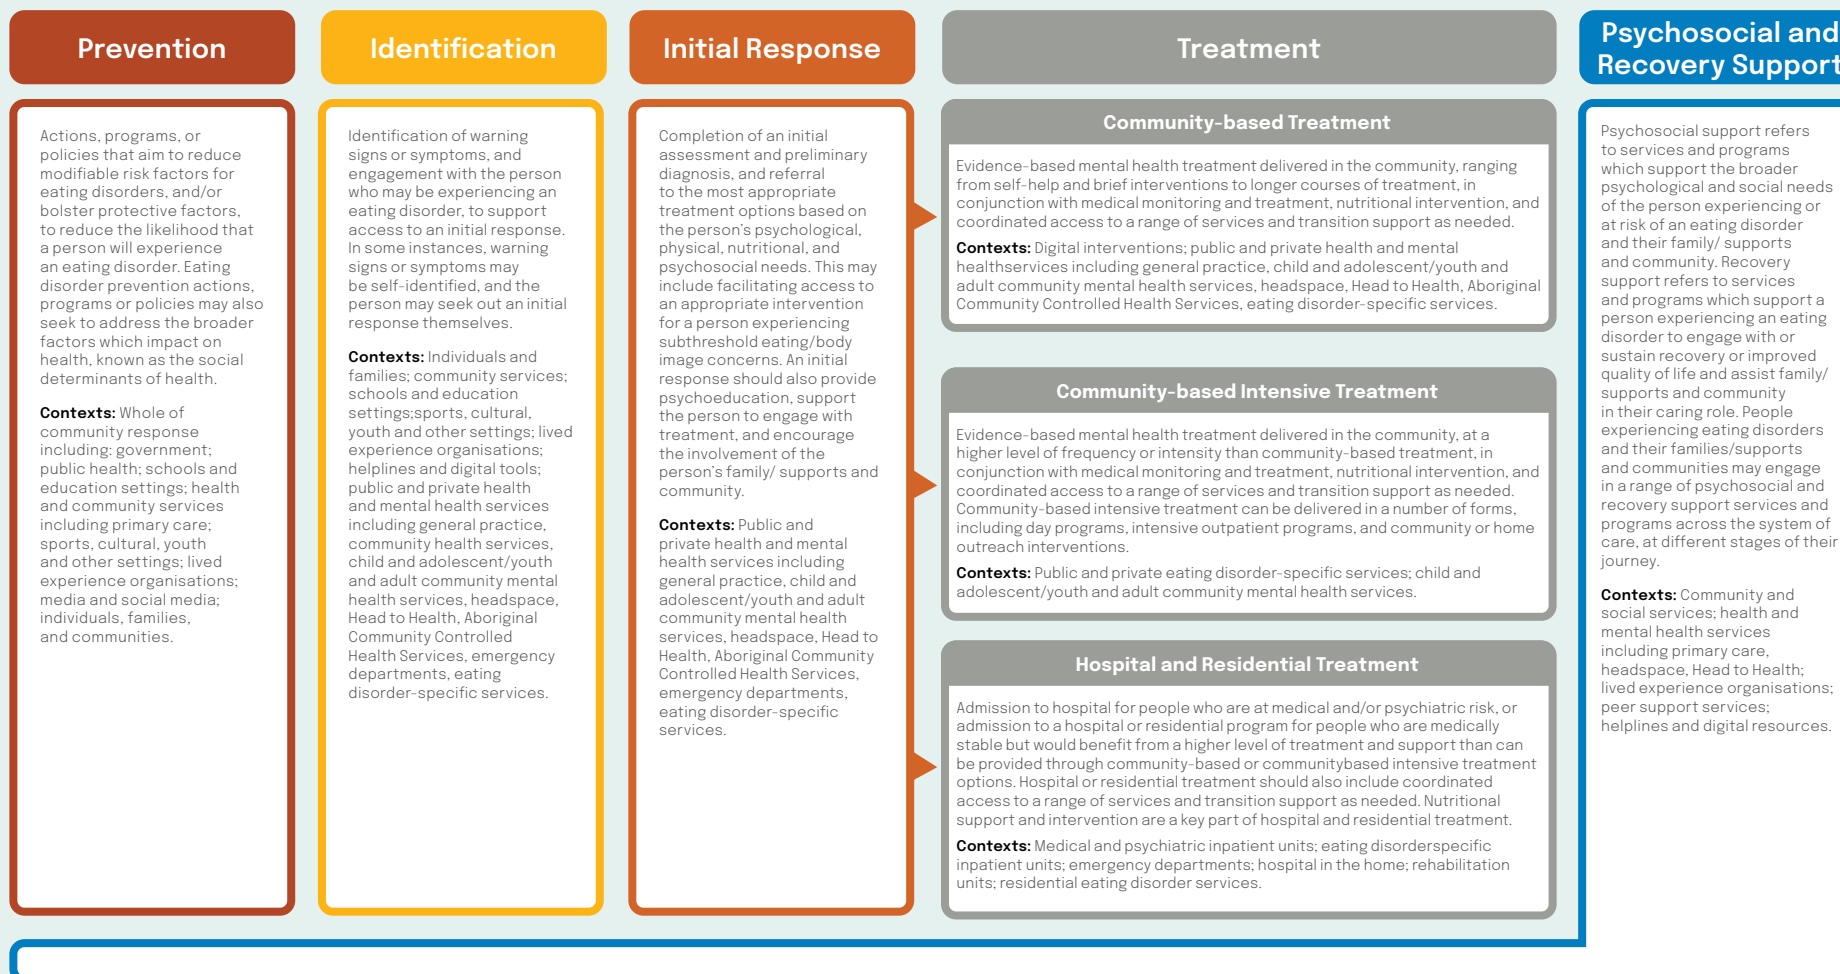 Prevention
Actions, programs, or
policies that aim to reduce
modifiable risk factors for
eating disorders, and/or
bolster protective factors,
to reduce the likelihood that
a person will experience
an eating disorder. Eating
disorder prevention actions,
programs or policies may also
seek to address the broader
factors which impact on
health, known as the social
determinants of health.
Contexts: Whole of
community response
including: government;
public health; schools and
education settings; health
and community services
including primary care;
sports, cultural, youth
and other settings; lived
experience organisations;
media and social media;
individuals, families,
and communities.
Identification
Identification of warning
signs or symptoms, and
engagement with the person
who may be experiencing an
eating disorder, to support
access to an initial response.
In some instances, warning
signs or symptoms may
be self-identified, and the
person may seek out an initial
response themselves.
Contexts: Individuals and
families; community services;
schools and education
settings;sports, cultural,
youth and other settings; lived
experience organisations;
helplines and digital tools;
public and private health
and mental health services
including general practice,
community health services,
child and adolescent/youth
and adult community mental
health services, headspace,
Head to Health, Aboriginal
Community Controlled
Health Services, emergency
departments, eating
disorder-specific services.
Initial Response
Completion of an initial
assessment and preliminary
diagnosis, and referral
to the most appropriate
treatment options based on
the person's psychological,
physical, nutritional, and
psychosocial needs. This may
include facilitating access to
an appropriate intervention
for a person experiencing
subthreshold eating/body
image concerns. An initial
response should also provide
psychoeducation, support
the person to engage with
treatment, and encourage
the involvement of the
person's family/ supports and
community.
Contexts: Public and
private health and mental
health services including
general practice, child and
adolescent/youth and adult
community mental health
services, headspace, Head to
Health, Aboriginal Community
Controlled Health Services,
emergency departments,
eating disorder-specific
services.
Treatment
Community-based Treatment
Evidence-based mental health treatment delivered in the community, ranging
from self-help and brief interventions to longer courses of treatment, in
conjunction with medical monitoring and treatment, nutritional intervention, and
coordinated access to a range of services and transition support as needed.
Contexts: Digital interventions; public and private health and mental
healthservices including general practice, child and adolescent/youth and
adult community mental health services, headspace, Head to Health, Aboriginal
Community Controlled Health Services, eating disorder-specific services.
Community-based Intensive Treatment
Evidence-based mental health treatment delivered in the community, at a
higher level of frequency or intensity than community-based treatment, in
conjunction with medical monitoring and treatment, nutritional intervention, and
coordinated access to a range of services and transition support as needed.
Community-based intensive treatment can be delivered in a number of forms,
including day programs, intensive outpatient programs, and community or home
outreach interventions.
Contexts: Public and private eating disorder-specific services; child and
adolescent/youth and adult community mental health services.
Hospital and Residential Treatment
Admission to hospital for people who are at medical and/or psychiatric risk, or
admission to a hospital or residential program for people who are medically
stable but would benefit from a higher level of treatment and support than can
be provided through community-based or communitybased intensive treatment
options. Hospital or residential treatment should also include coordinated
access to a range of services and transition support as needed. Nutritional
support and intervention are a key part of hospital and residential treatment.
Contexts: Medical and psychiatric inpatient units; eating disorderspecific
inpatient units; emergency departments; hospital in the home; rehabilitation
units; residential eating disorder services.
Psychosocial and
Recovery Support
Psychosocial support refers
to services and programs
which support the broader
psychological and social needs
of the person experiencing or
at risk of an eating disorder
and their family/ supports
and community. Recovery
support refers to services
and programs which support a
person experiencing an eating
disorder to engage with or
sustain recovery or improved
quality of life and assist family/
supports and community
in their caring role. People
experiencing eating disorders
and their families/supports
and communities may engage
in a range of psychosocial and
recovery support services and
programs across the system of
care, at different stages of their
journey.
Contexts: Community and
social services; health and
mental health services
including primary care,
headspace, Head to Health;
lived experience organisations;
peer support services;
helplines and digital resources.